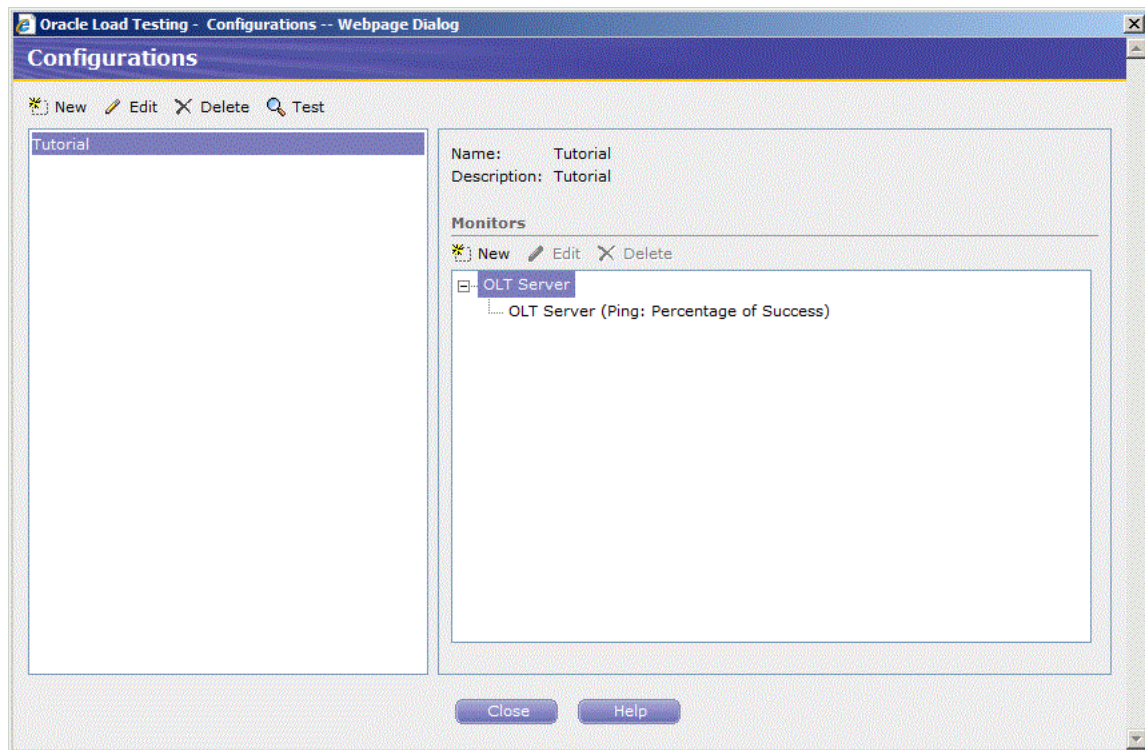 Oracle Load Testing - Configurations -- Webpage Dialog
Configurations
New Edit Delete Test
Tutorial
Name: Tutorial
Description: Tutorial
Monitors
New Edit Delete
OLT Server
OLT Server (Ping: Percentage of Success)
Close Help